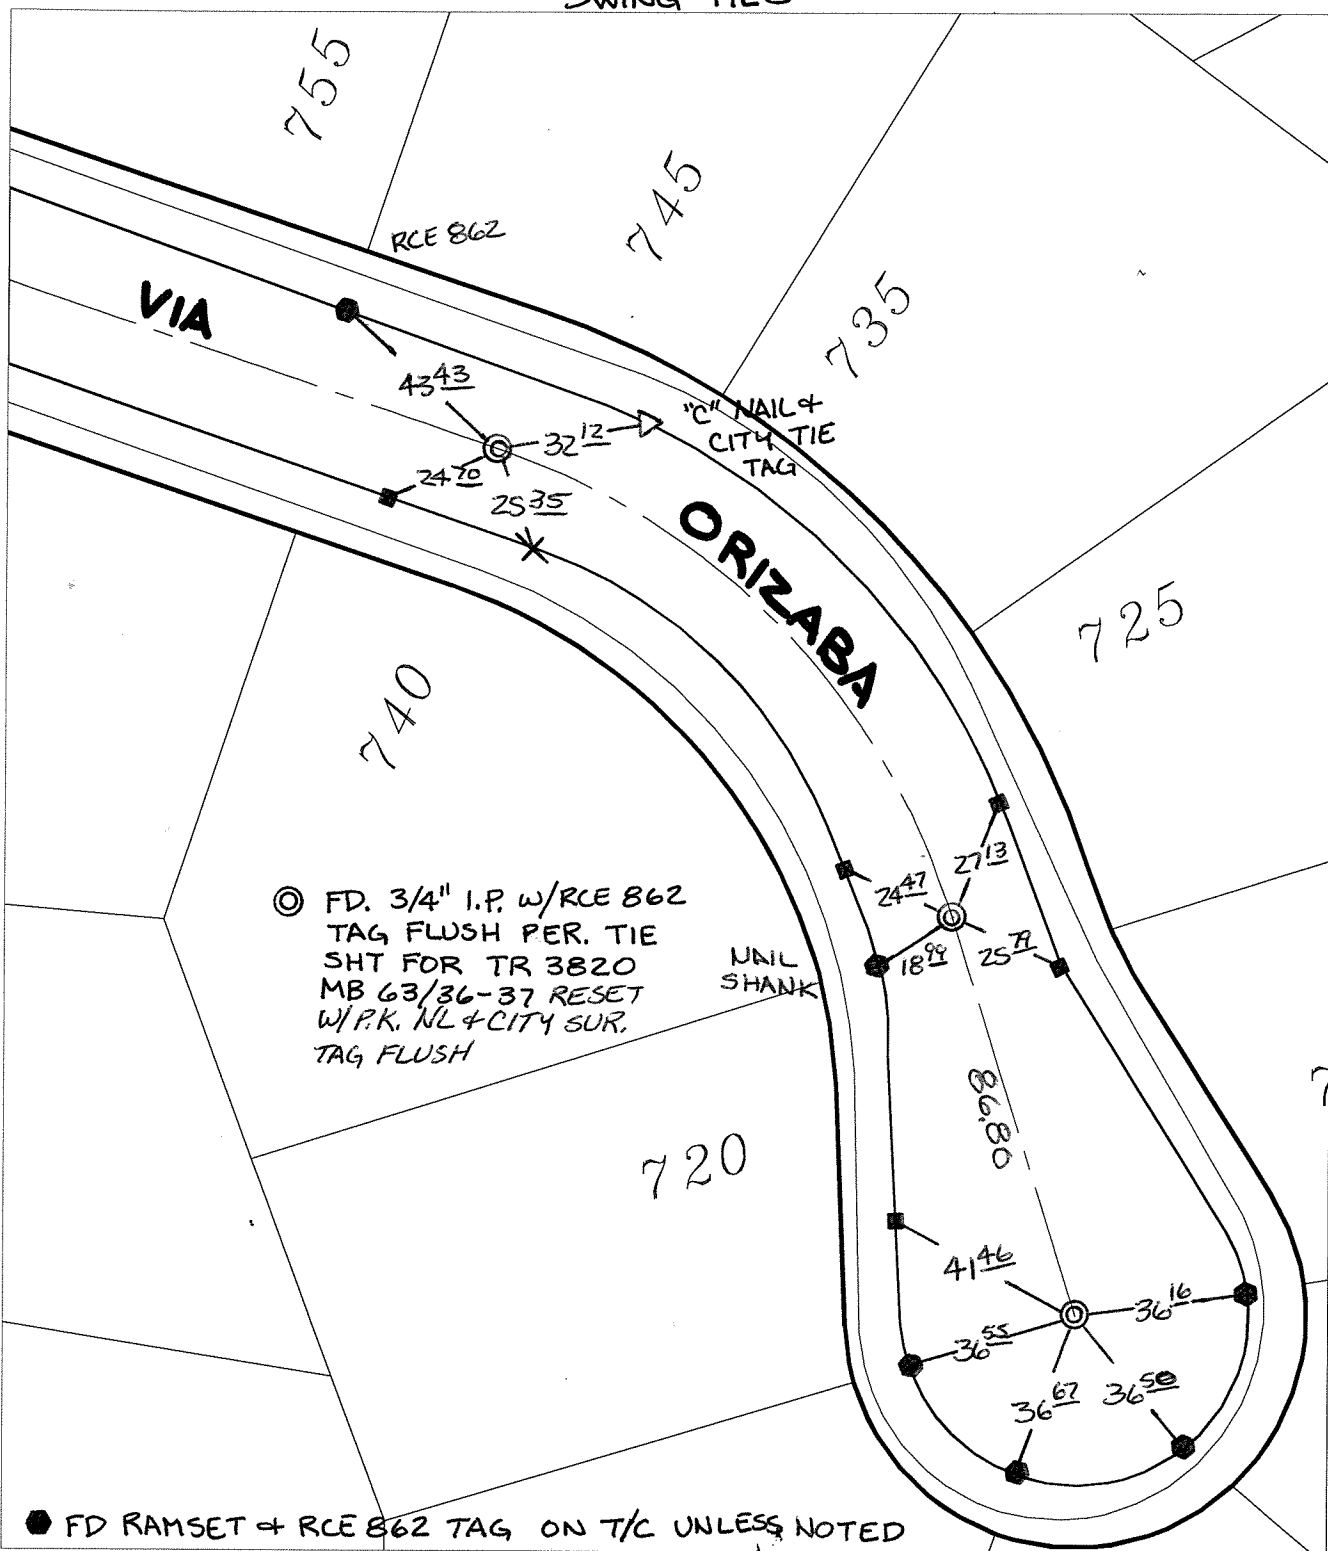 SWING TIES
755
745
RCE 862
VIA
735
43 43
"C" NAIL &
CITY TIE
TAG
32 12
24 70
25 35
ORIZABA
725
740
27 13
24 47
◎ FD. 3/4" I.P. W/RCE 862
TAG FLUSH PER. TIE
SHT FOR TR 3820
MB 63/36-37 RESET
W/P.K. NL & CITY SUR.
TAG FLUSH
NAIL
SHANK
18 99
25 79
86.80
7
720
41 46
36 16
36 55
36 67
36 50
FD RAMSET & RCE 862 TAG ON T/C UNLESS NOTED